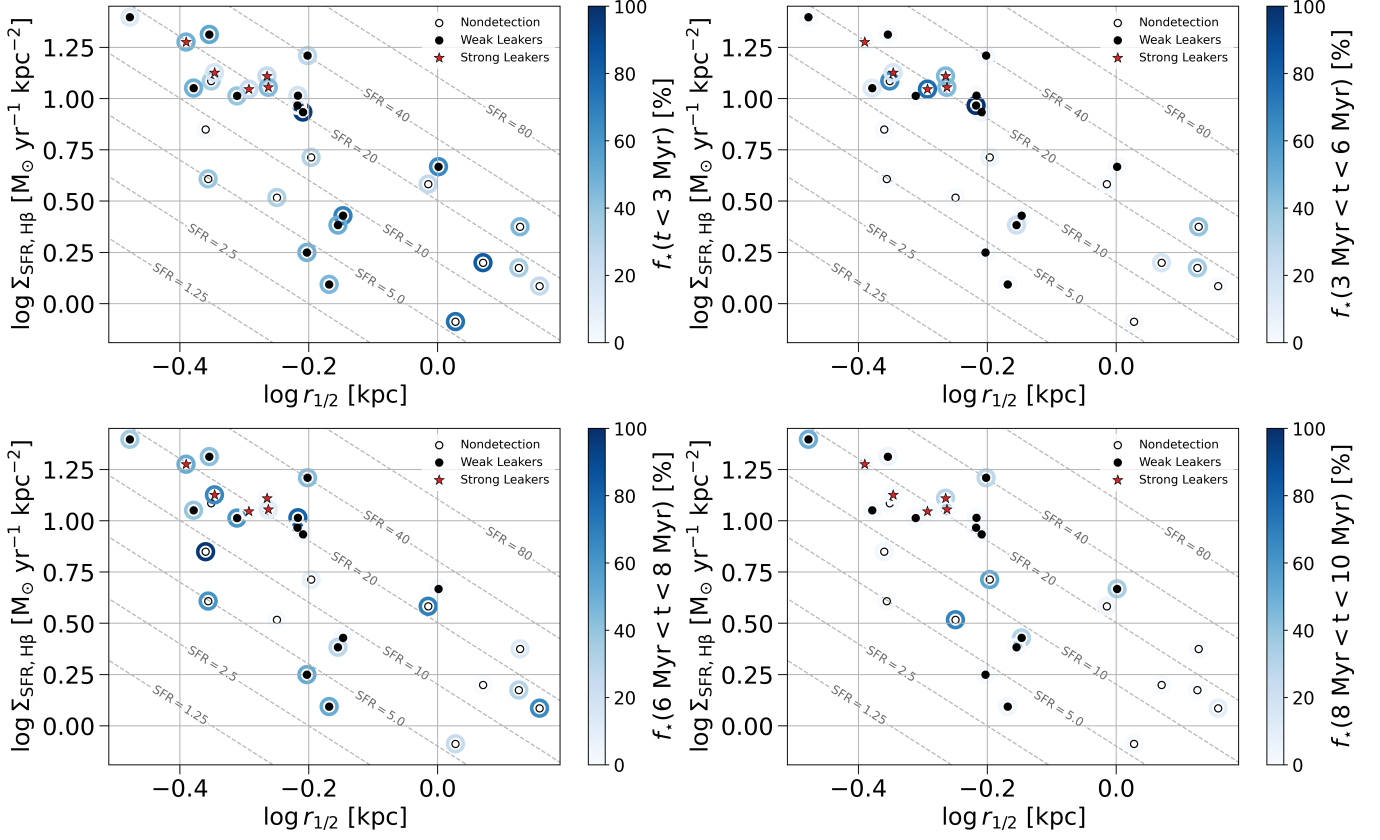 1.25
1.00
0.75
0.50
0.25
0.00
log Σ_SFR, Hβ [M_⊙ yr⁻¹ kpc⁻²]
−0.4
−0.2
0.0
log r_1/2 [kpc]
Nondetection
Weak Leakers
Strong Leakers
SFR = 80
SFR = 40
SFR = 20
SFR = 10
SFR = 5.0
SFR = 2.5
SFR = 1.25
100
80
60
40
20
0
f⋆(t < 3 Myr) [%]
1.25
1.00
0.75
0.50
0.25
0.00
log Σ_SFR, Hβ [M_⊙ yr⁻¹ kpc⁻²]
−0.4
−0.2
0.0
log r_1/2 [kpc]
Nondetection
Weak Leakers
Strong Leakers
SFR = 80
SFR = 40
SFR = 20
SFR = 10
SFR = 5.0
SFR = 2.5
SFR = 1.25
100
80
60
40
20
0
f⋆(3 Myr < t < 6 Myr) [%]
1.25
1.00
0.75
0.50
0.25
0.00
log Σ_SFR, Hβ [M_⊙ yr⁻¹ kpc⁻²]
−0.4
−0.2
0.0
log r_1/2 [kpc]
Nondetection
Weak Leakers
Strong Leakers
SFR = 80
SFR = 40
SFR = 20
SFR = 10
SFR = 5.0
SFR = 2.5
SFR = 1.25
100
80
60
40
20
0
f⋆(6 Myr < t < 8 Myr) [%]
1.25
1.00
0.75
0.50
0.25
0.00
log Σ_SFR, Hβ [M_⊙ yr⁻¹ kpc⁻²]
−0.4
−0.2
0.0
log r_1/2 [kpc]
Nondetection
Weak Leakers
Strong Leakers
SFR = 80
SFR = 40
SFR = 20
SFR = 10
SFR = 5.0
SFR = 2.5
SFR = 1.25
100
80
60
40
20
0
f⋆(8 Myr < t < 10 Myr) [%]